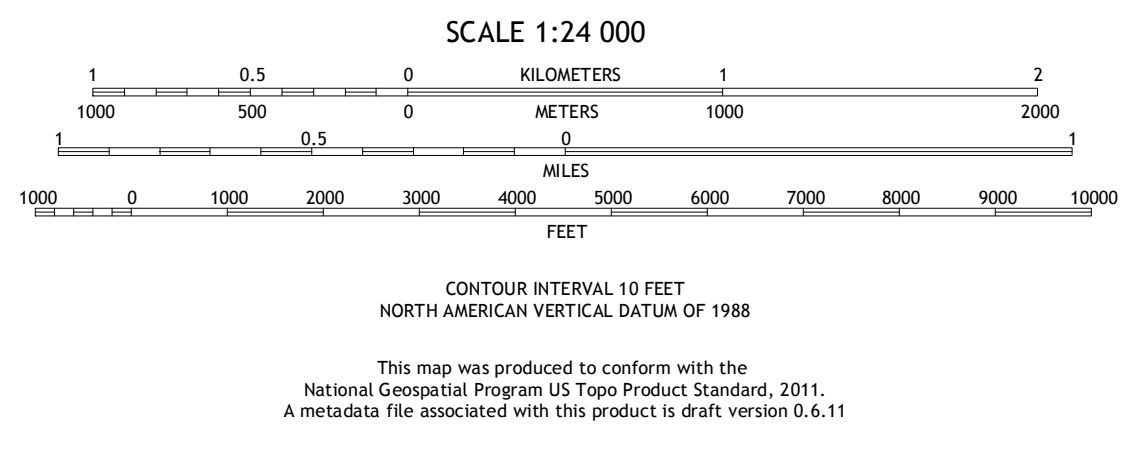 SCALE 1:24 000
1 0.5 0 KILOMETERS 1 2
1000 500 0 METERS 1000 2000
1 0.5 0 1
MILES
1000 0 1000 2000 3000 4000 5000 6000 7000 8000 9000 10000
FEET
CONTOUR INTERVAL 10 FEET
NORTH AMERICAN VERTICAL DATUM OF 1988
This map was produced to conform with the
National Geospatial Program US Topo Product Standard, 2011.
A metadata file associated with this product is draft version 0.6.11